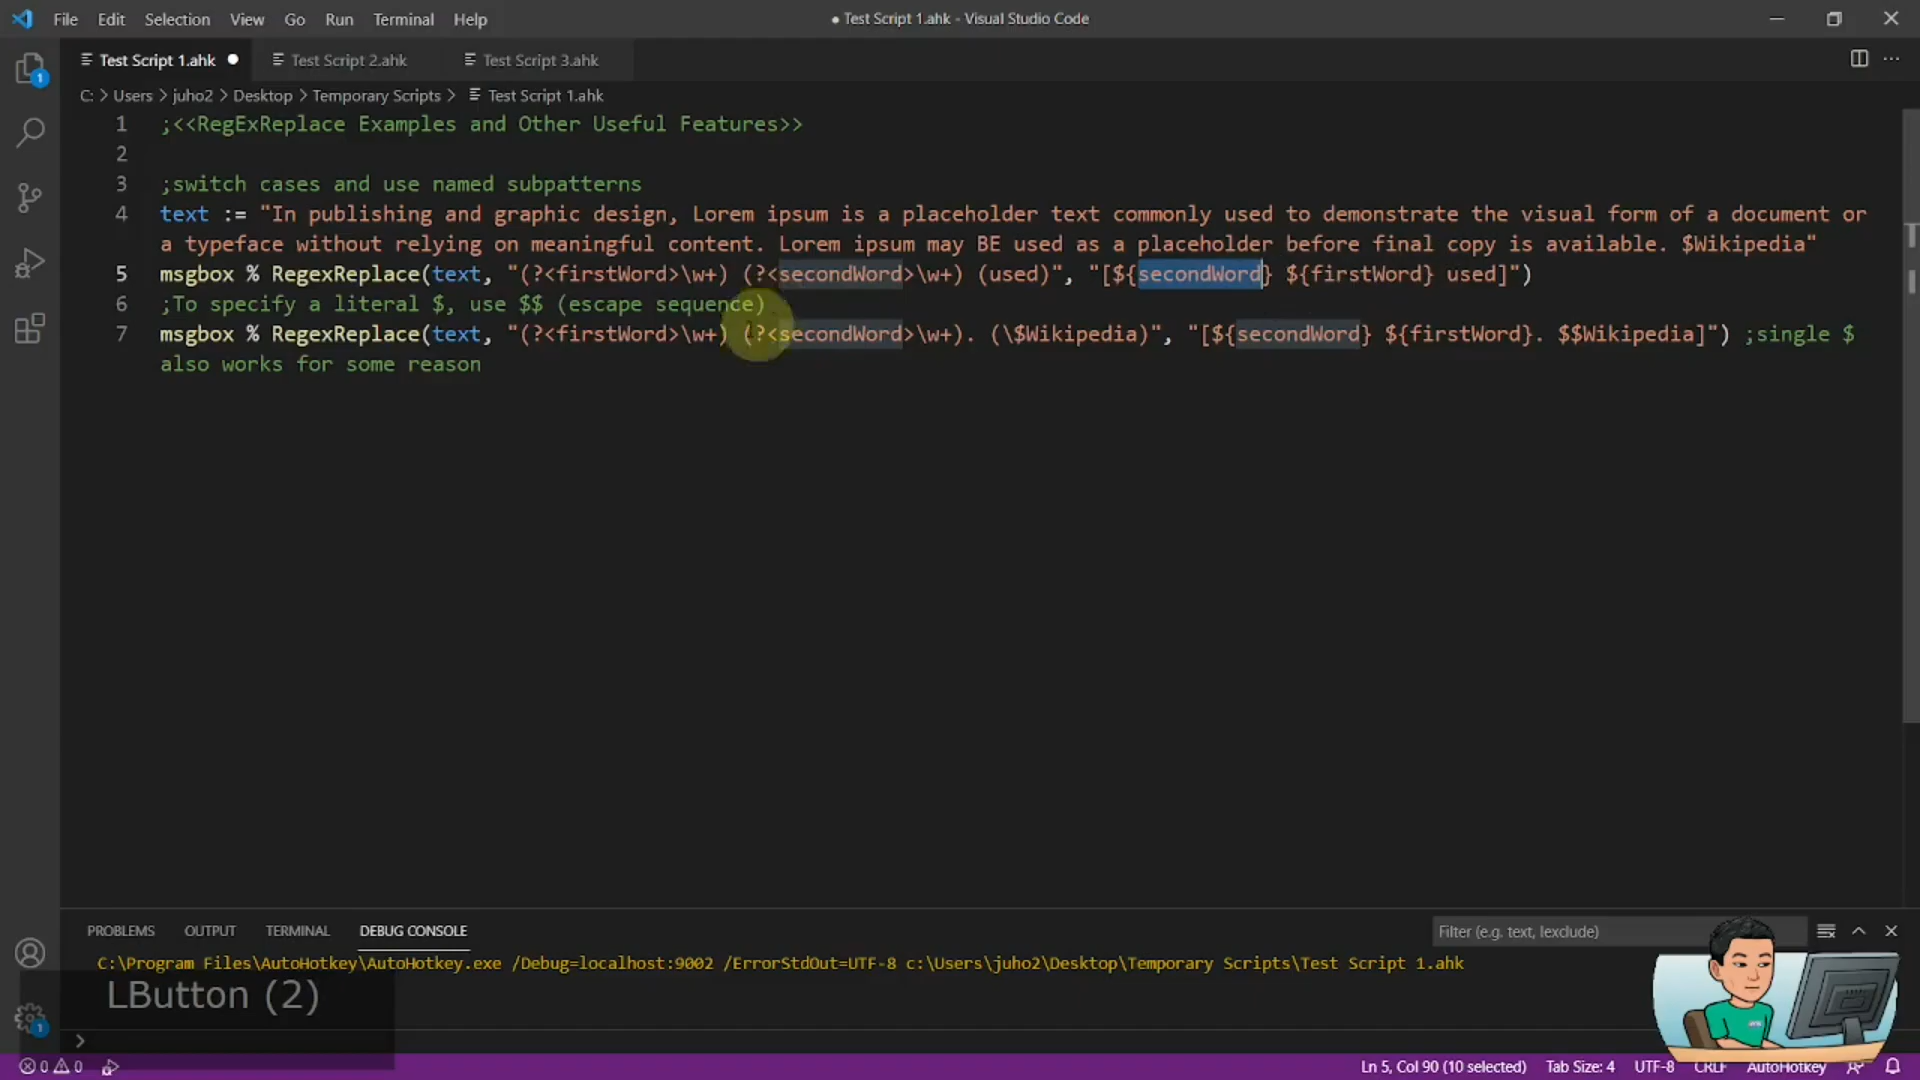 File Edit Selection View Go Run Terminal Help
● Test Script 1.ahk - Visual Studio Code
Test Script 1.ahk Test Script 2.ahk Test Script 3.ahk
C: > Users > juho2 > Desktop > Temporary Scripts > Test Script 1.ahk
1 ;<<RegExReplace Examples and Other Useful Features>>
2
3 ;switch cases and use named subpatterns
4 text := "In publishing and graphic design, Lorem ipsum is a placeholder text commonly used to demonstrate the visual form of a document or
a typeface without relying on meaningful content. Lorem ipsum may BE used as a placeholder before final copy is available. $Wikipedia"
5 msgbox % RegexReplace(text, "(?<firstWord>\w+) (?<secondWord>\w+) (used)", "[${secondWord} ${firstWord} used]")
6 ;To specify a literal $, use $$ (escape sequence)
7 msgbox % RegexReplace(text, "(?<firstWord>\w+) (?<secondWord>\w+). (\$Wikipedia)", "[${secondWord} ${firstWord}. $$Wikipedia]") ;single $
also works for some reason
PROBLEMS OUTPUT TERMINAL DEBUG CONSOLE
Filter (e.g. text, !exclude)
C:\Program Files\AutoHotkey\AutoHotkey.exe /Debug=localhost:9002 /ErrorStdOut=UTF-8 c:\Users\juho2\Desktop\Temporary Scripts\Test Script 1.ahk
LButton (2)
1
1
0 0
Ln 5, Col 90 (10 selected) Tab Size: 4 UTF-8 CRLF AutoHotkey